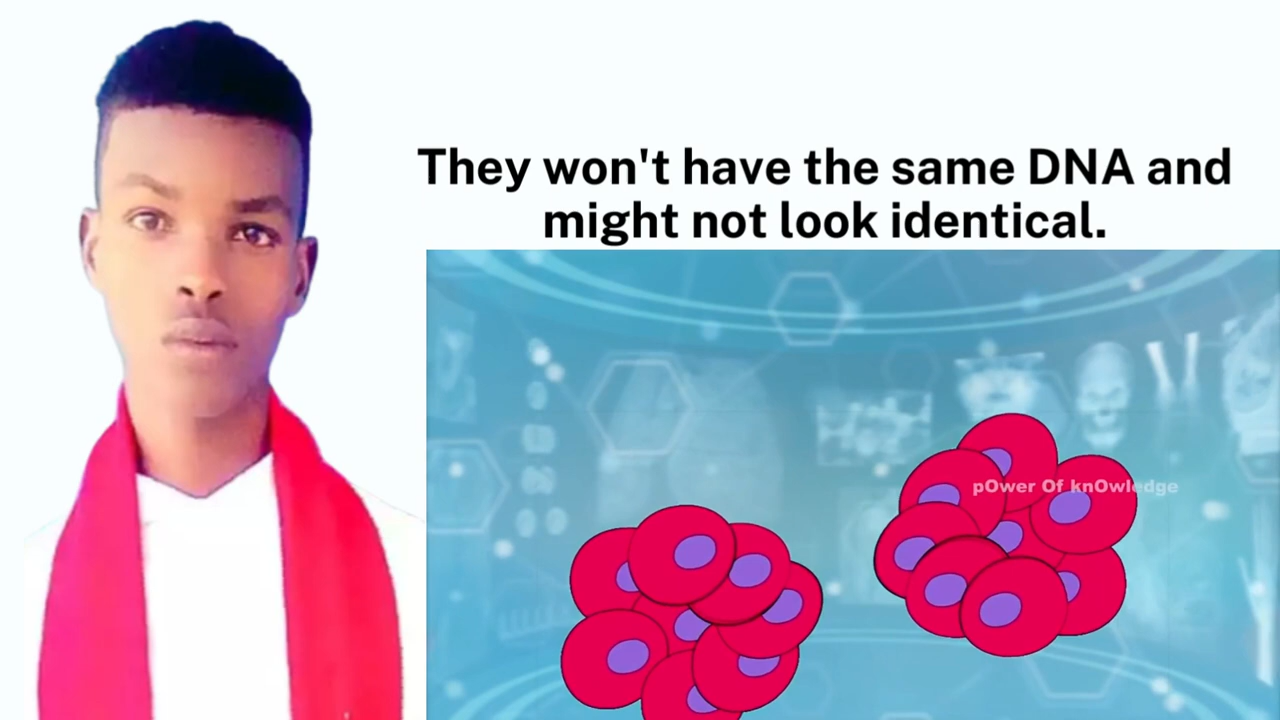 They won't have the same DNA and
might not look identical.
pOwer Of knOwledge